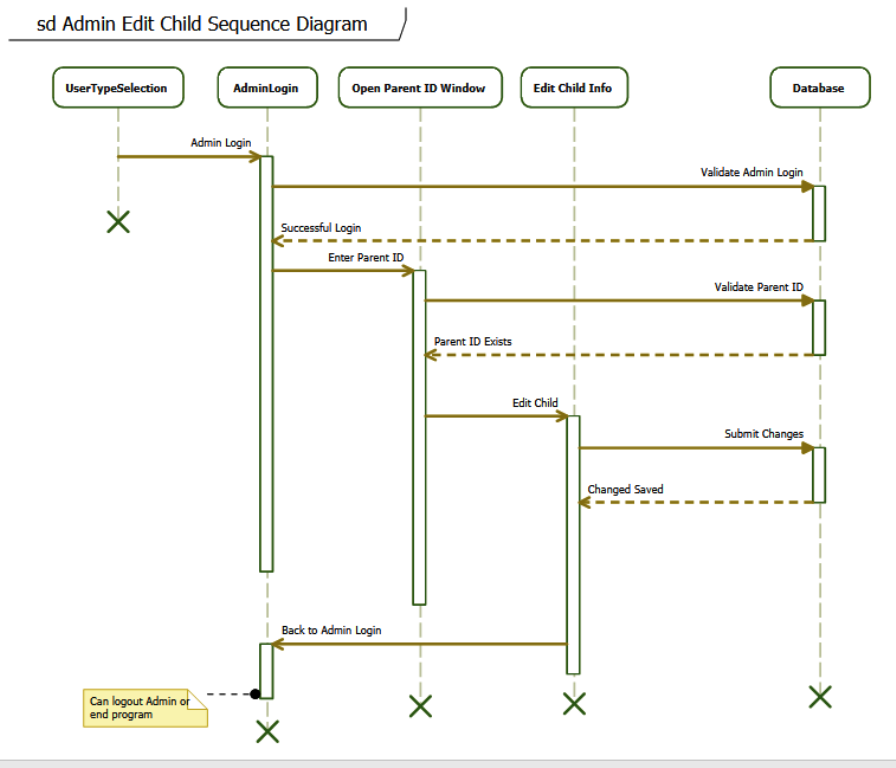 sd Admin Edit Child Sequence Diagram
UserTypeSelection
AdminLogin
Open Parent ID Window
Edit Child Info
Database
Admin Login
Validate Admin Login
Successful Login
Enter Parent ID
Validate Parent ID
Parent ID Exists
Edit Child
Submit Changes
Changed Saved
Back to Admin Login
Can logout Admin or
end program